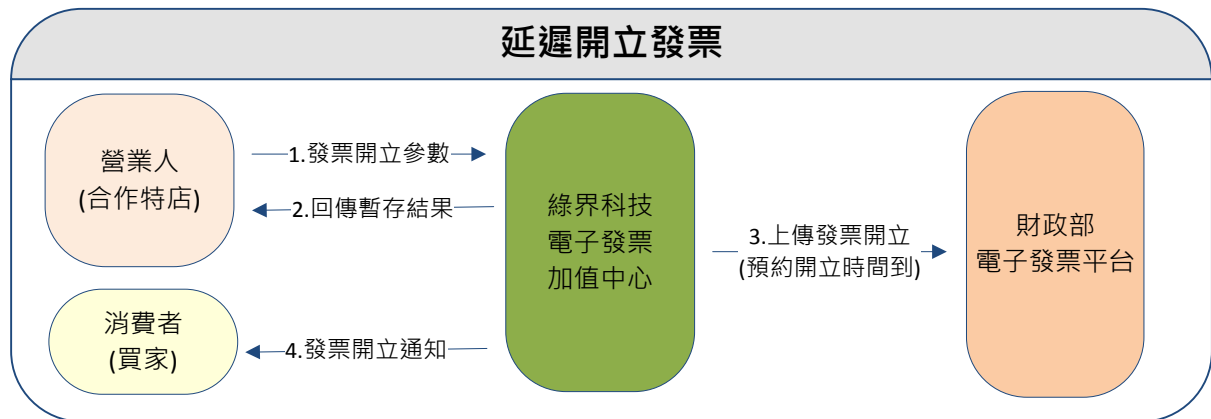 延遲開立發票
營業人
(合作特店)
1.發票開立參數
2.回傳暫存結果
綠界科技
電子發票
加值中心
3.上傳發票開立
(預約開立時間到)
財政部
電子發票平台
消費者
(買家)
4.發票開立通知